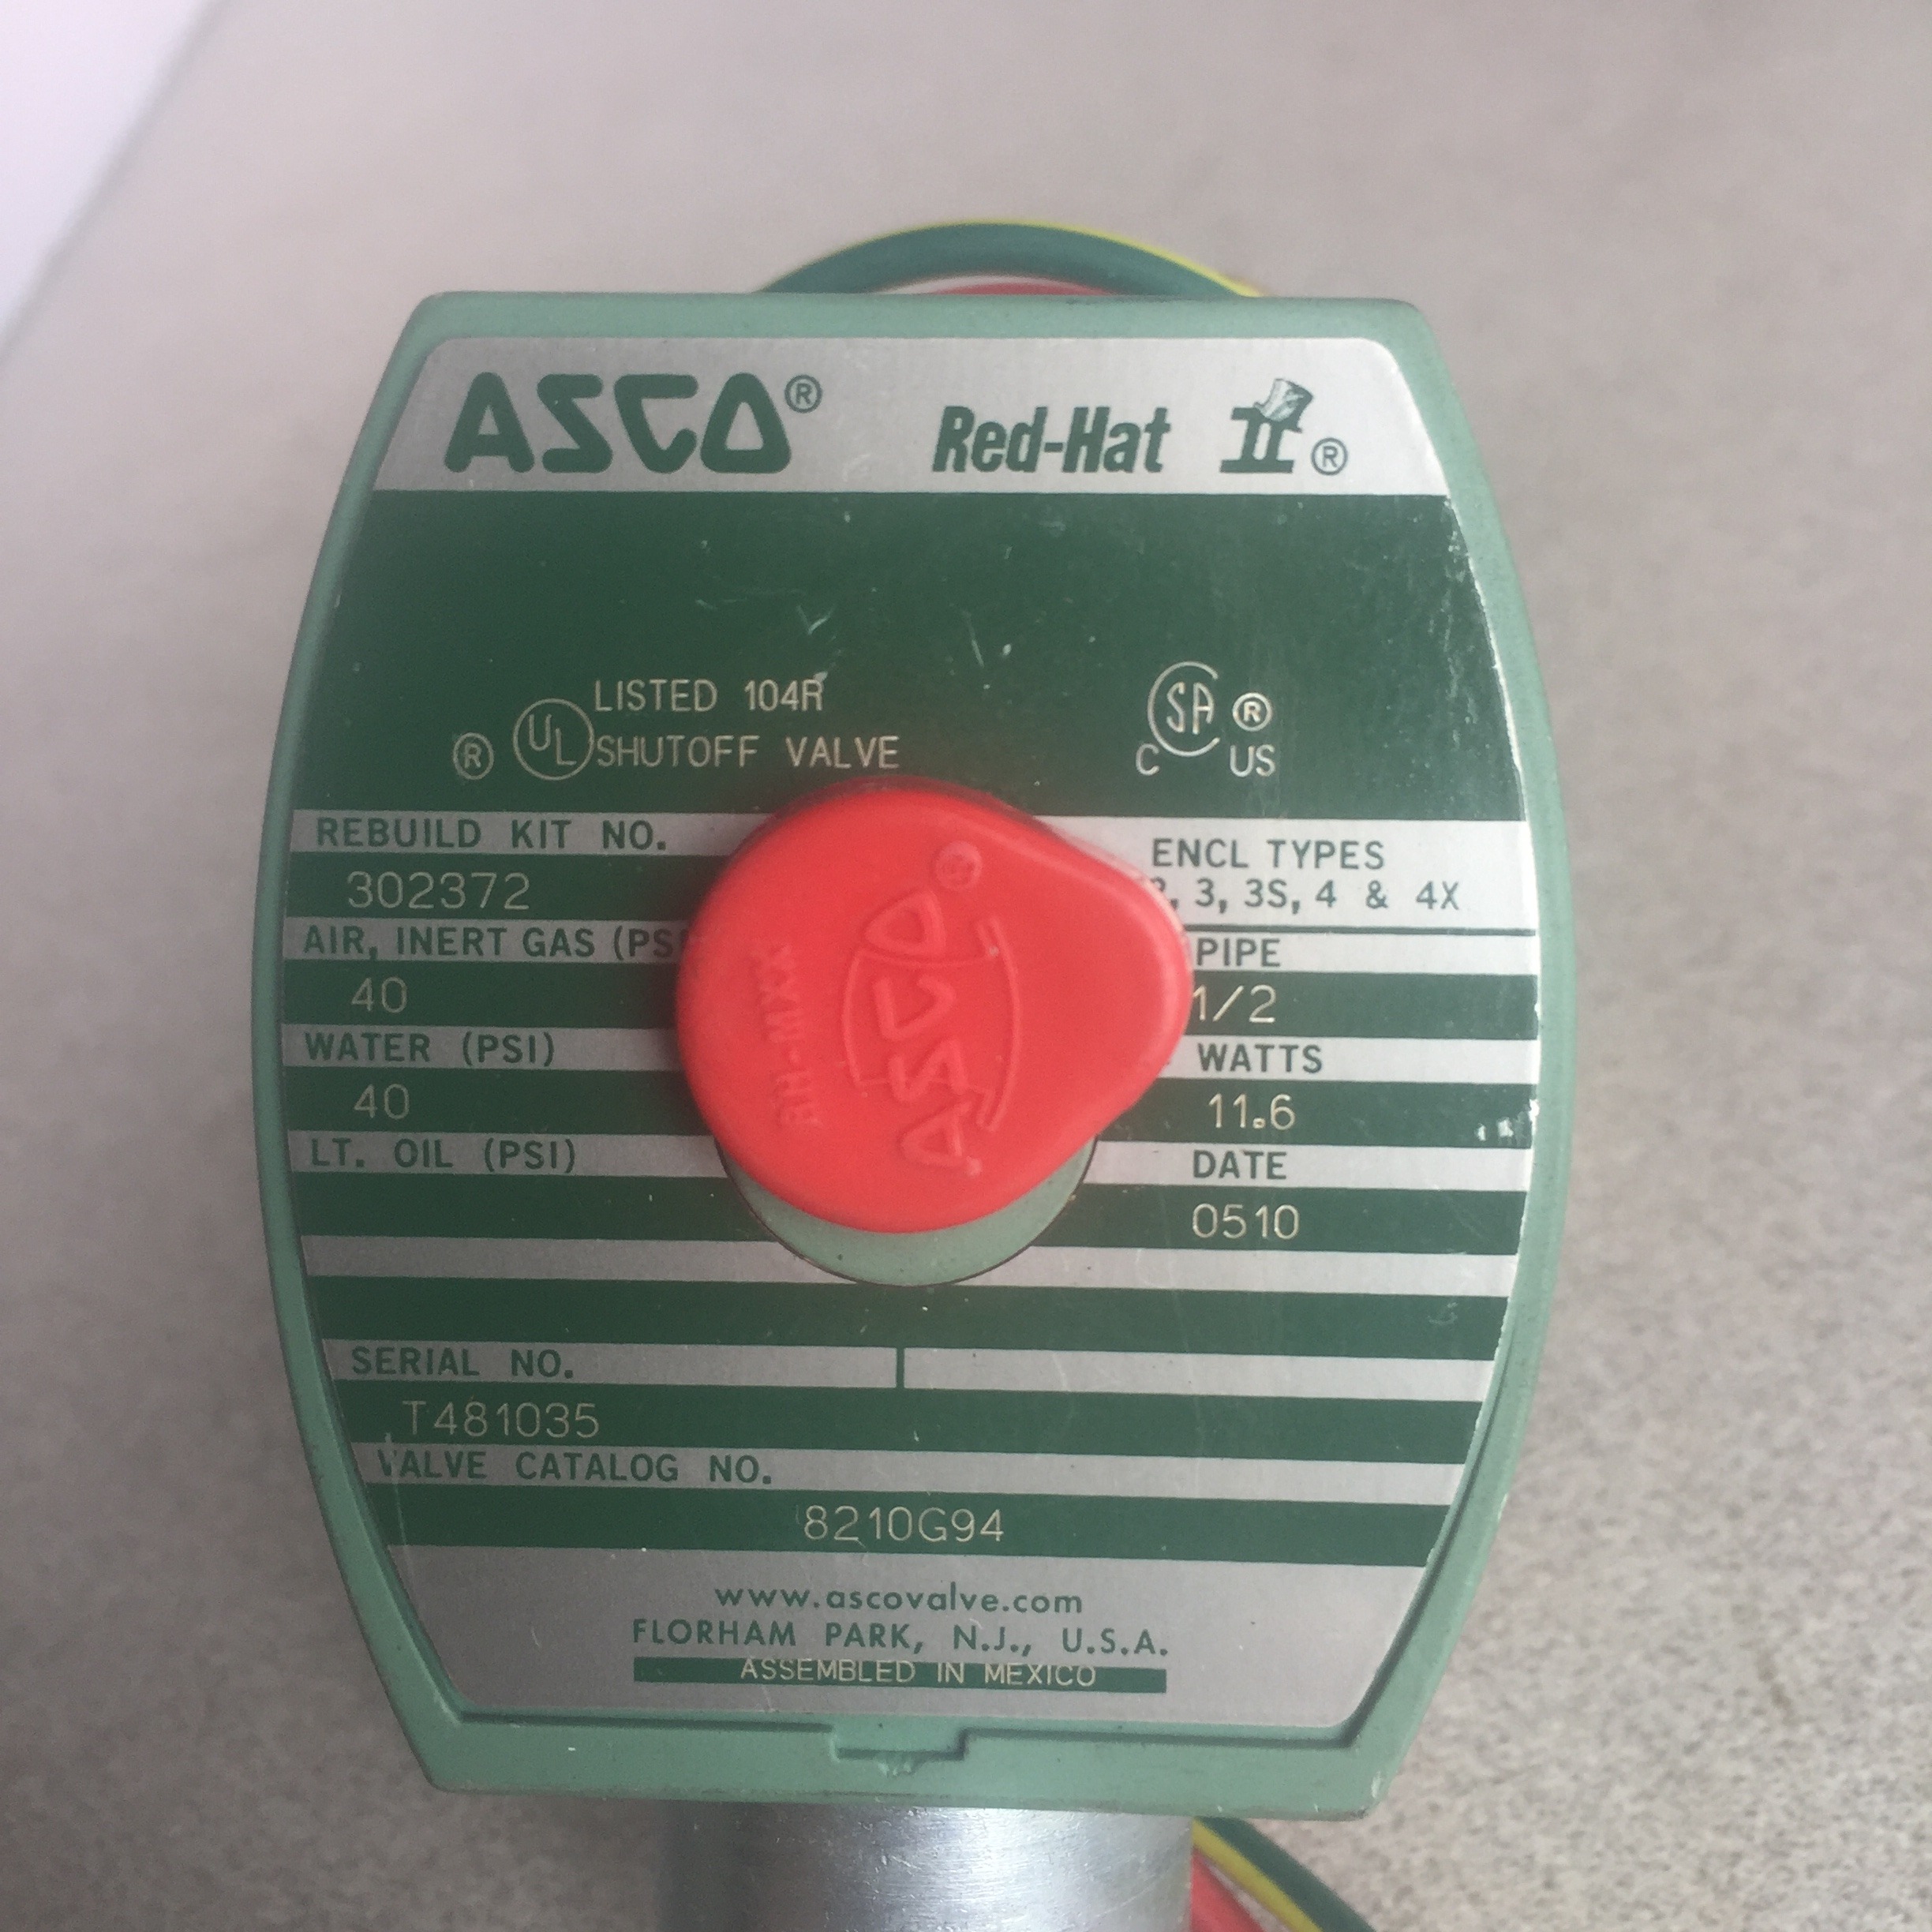 ASCO® Red-Hat II®
LISTED 104R
® UL SHUTOFF VALVE
CSA® US
REBUILD KIT NO.
302372
ENCL TYPES
, 3, 3S, 4 & 4X
AIR, INERT GAS (PS
40
PIPE
1/2
WATER (PSI)
40
WATTS
11.6
LT. OIL (PSI)
DATE
0510
ASCO®
RH-MXX
SERIAL NO.
T481035
VALVE CATALOG NO.
8210G94
www.ascovalve.com
FLORHAM PARK, N.J., U.S.A.
ASSEMBLED IN MEXICO